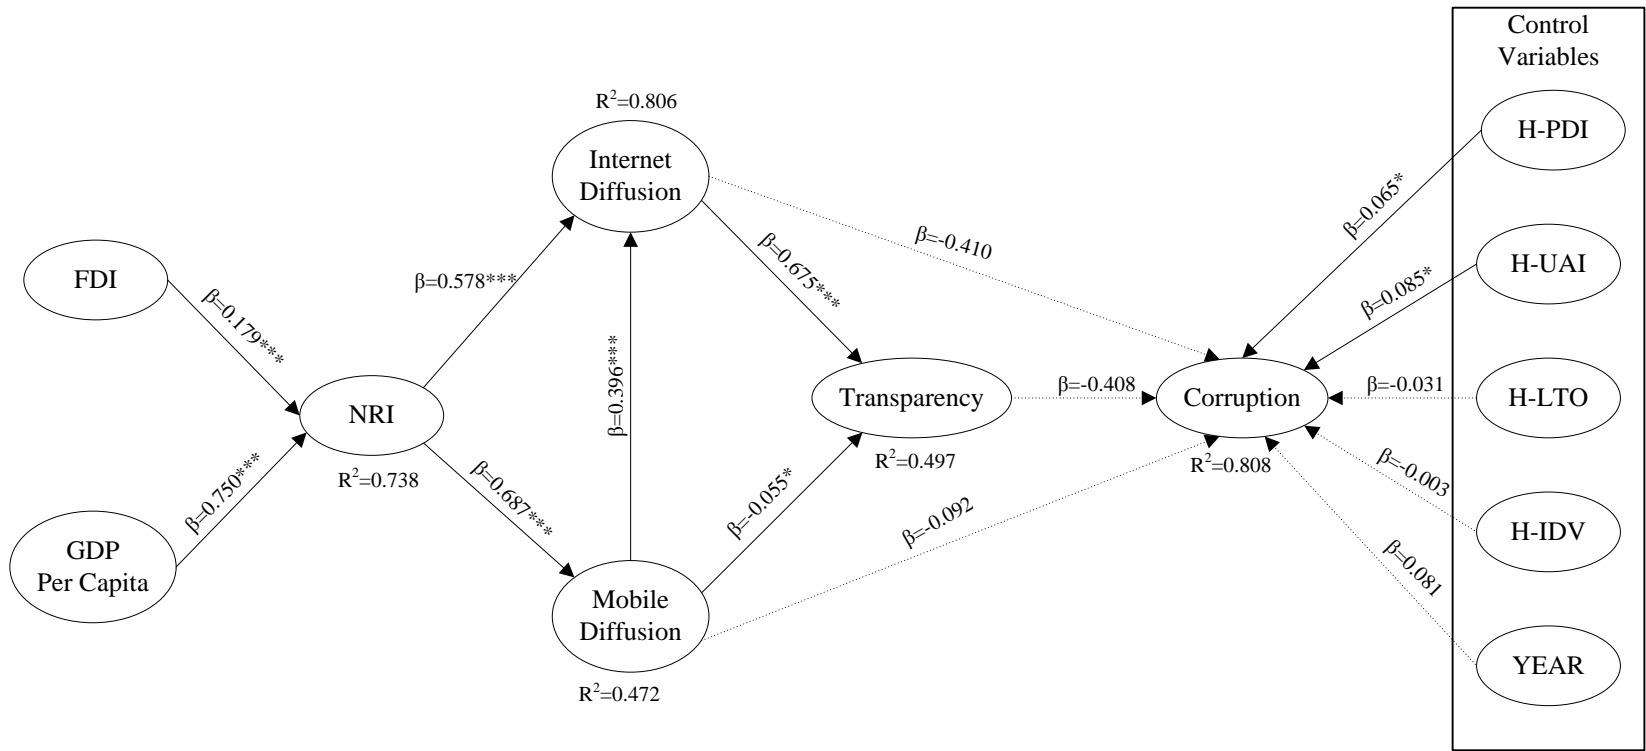 Control
Variables
R²=0.806
H-PDI
Internet
Diffusion
β=0.065*
β=-0.410
β=0.675***
FDI
β=0.578***
H-UAI
β=0.179***
β=0.085*
β=0.396***
NRI
R²=0.738
Transparency
R²=0.497
β=-0.408
Corruption
R²=0.808
β=-0.031
H-LTO
β=0.750***
β=0.687***
β=-0.055*
β=-0.092
β=-0.003
H-IDV
GDP
Per Capita
Mobile
Diffusion
R²=0.472
β=0.081
YEAR